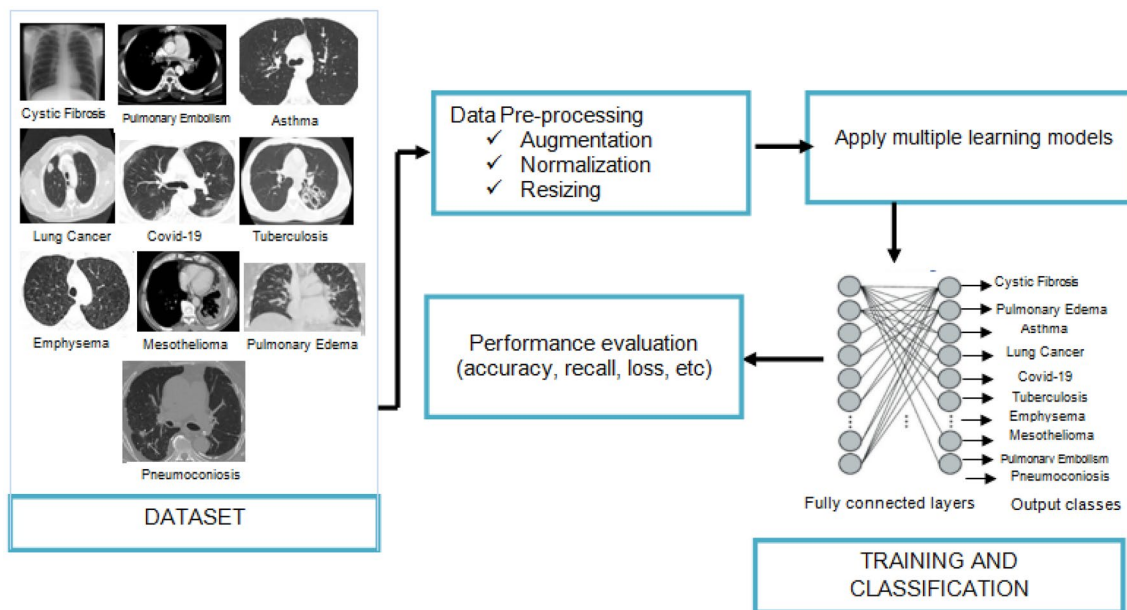 Cystic Fibrosis
Pulmonary Embolism
Asthma
Lung Cancer
Covid-19
Tuberculosis
Emphysema
Mesothelioma
Pulmonary Edema
Pneumoconiosis
DATASET
Data Pre-processing
✓ Augmentation
✓ Normalization
✓ Resizing
Apply multiple learning models
Cystic Fibrosis
Pulmonary Edema
Asthma
Lung Cancer
Covid-19
Tuberculosis
Emphysema
Mesothelioma
Pulmonary Embolism
Pneumoconiosis
Fully connected layers
Output classes
TRAINING AND
CLASSIFICATION
Performance evaluation
(accuracy, recall, loss, etc)